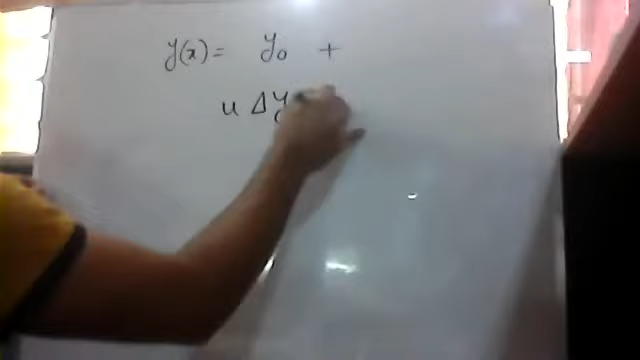 y(x) = y₀ +
u Δy